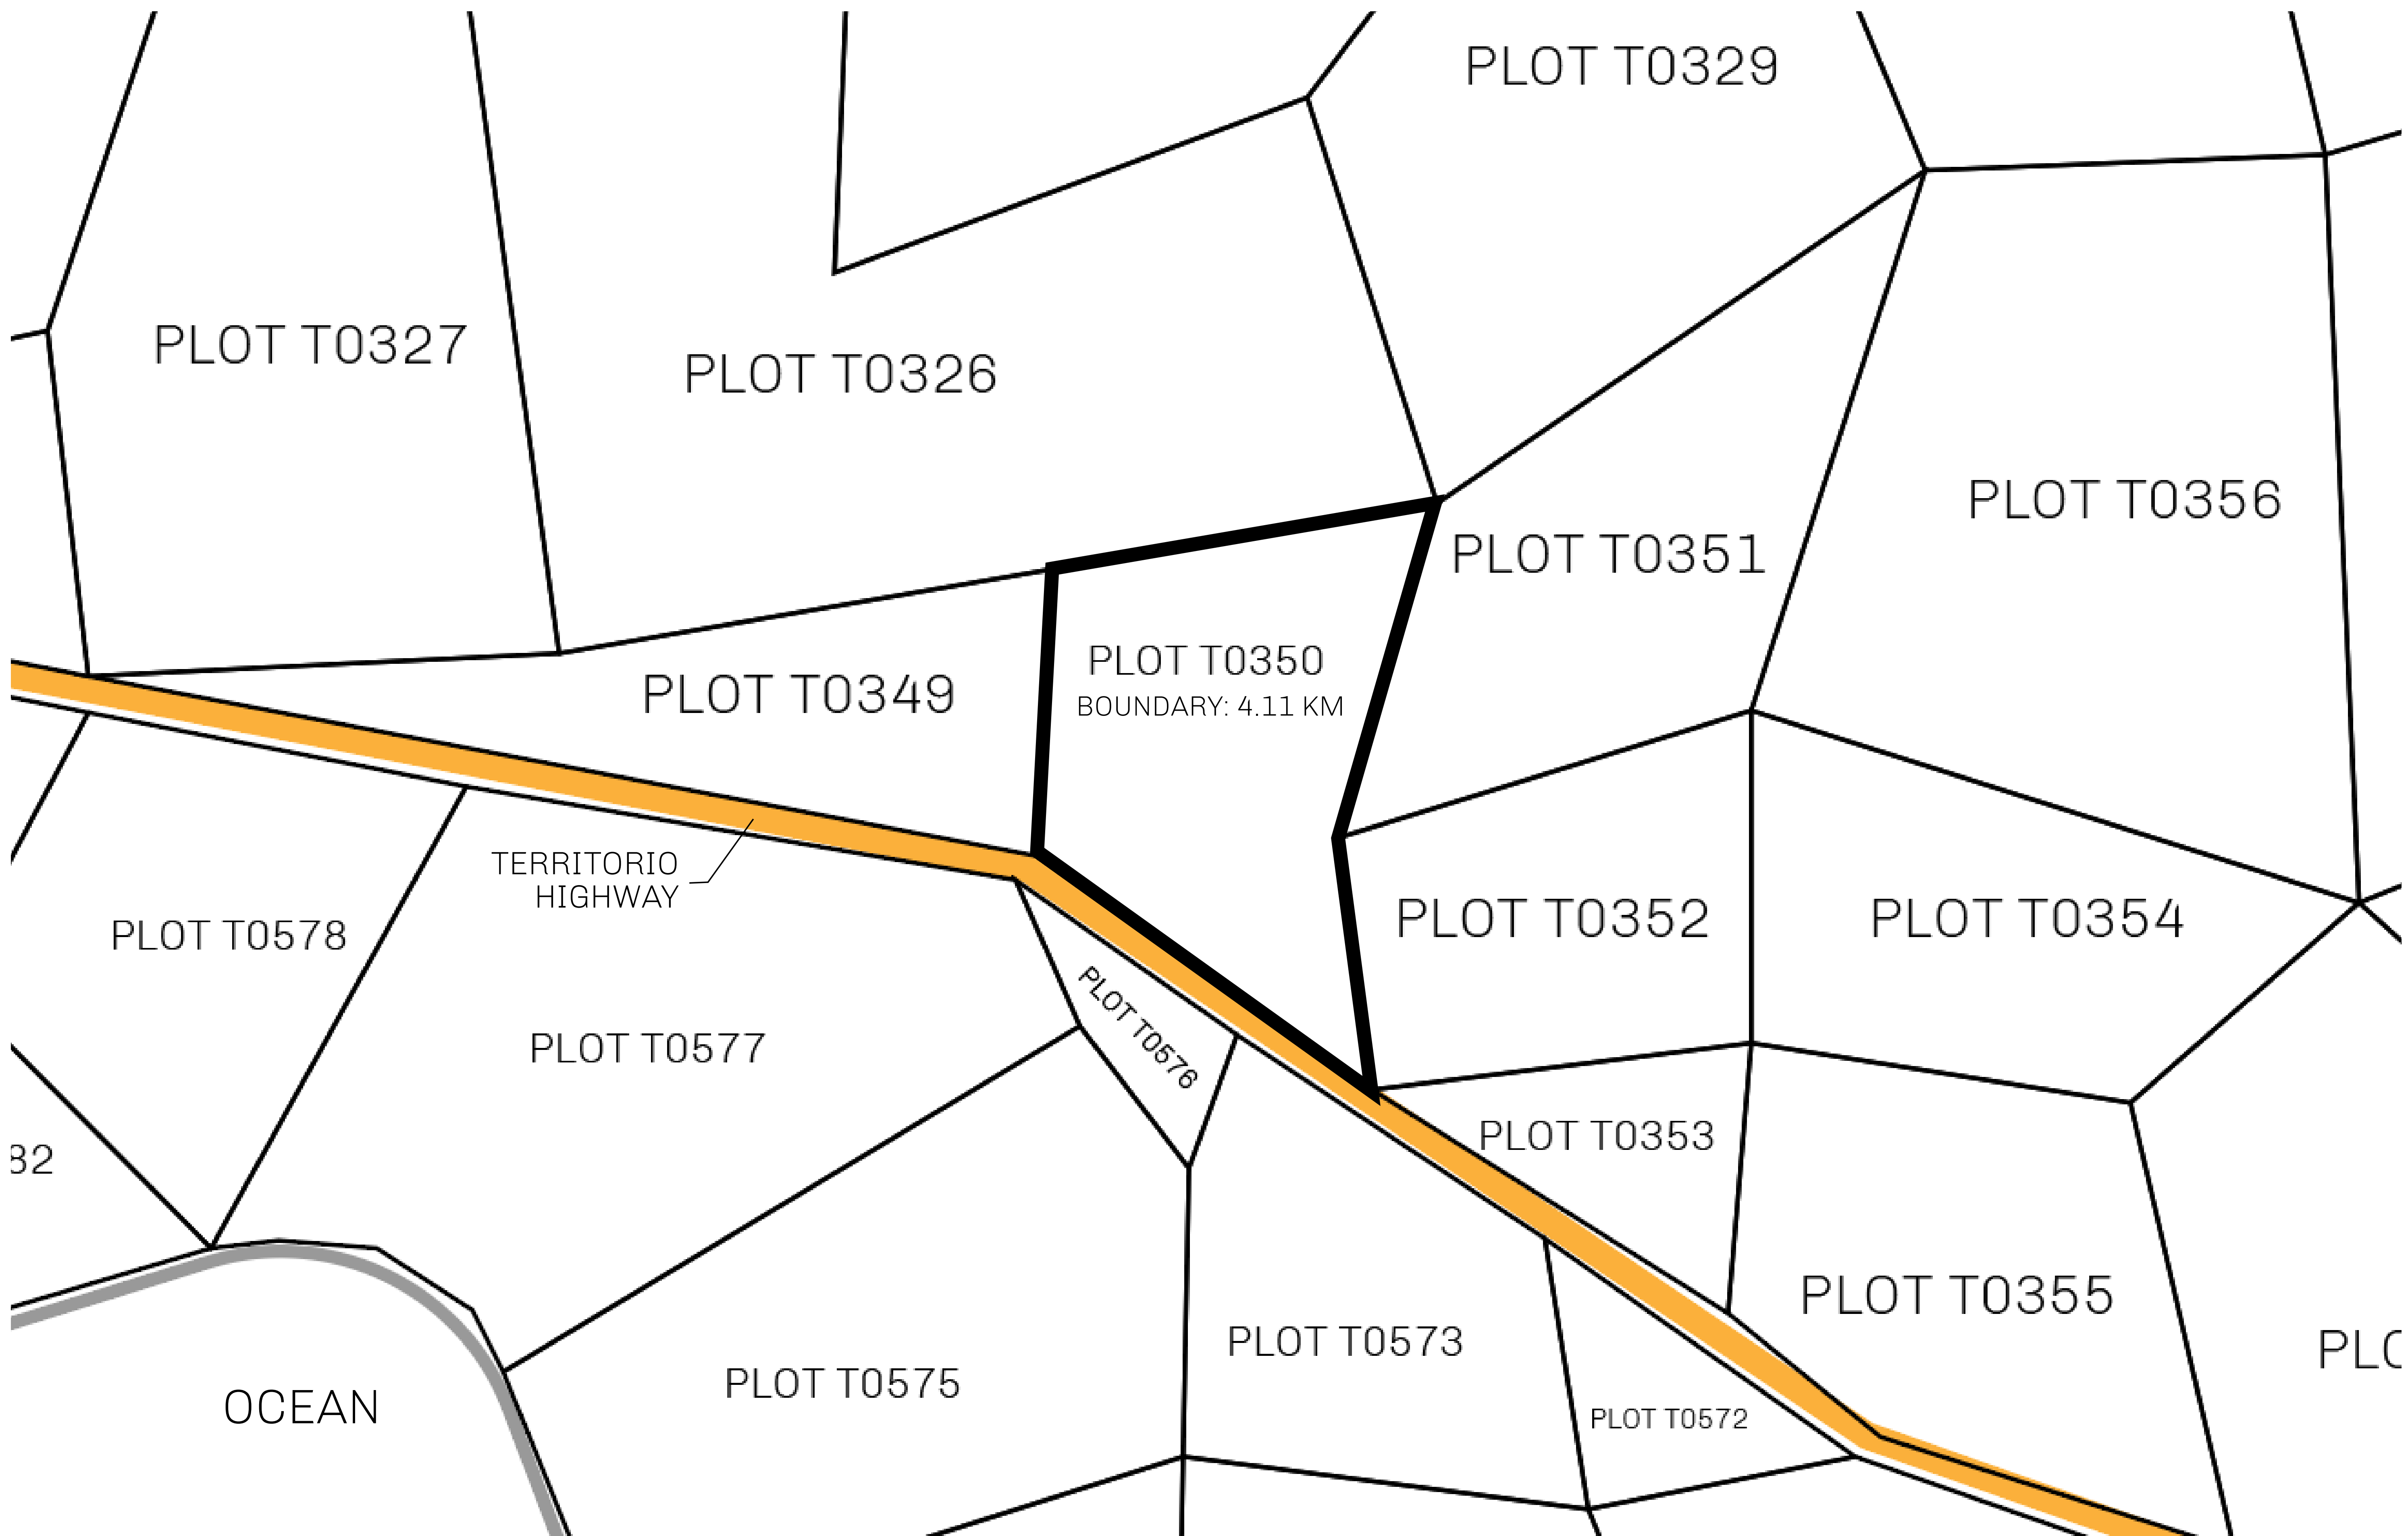 PLOT T0329
PLOT T0327
PLOT T0326
PLOT T0356
PLOT T0351
PLOT T0350
BOUNDARY: 4.11 KM
PLOT T0349
TERRITORIO
HIGHWAY
PLOT T0352
PLOT T0354
PLOT T0578
PLOT T0576
PLOT T0577
PLOT T0353
82
PLOT T0355
PLOT T0573
PLO
PLOT T0575
OCEAN
PLOT T0572